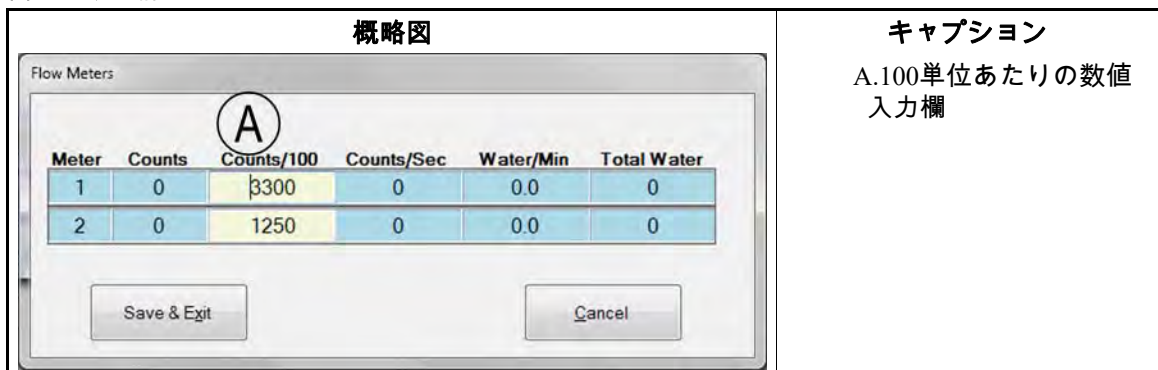 概略図
キャプション
Flow Meters
A
A.100単位あたりの数値
入力欄
Meter Counts Counts/100 Counts/Sec Water/Min Total Water
1 0 3300 0 0.0 0
2 0 1250 0 0.0 0
Save & Exit Cancel